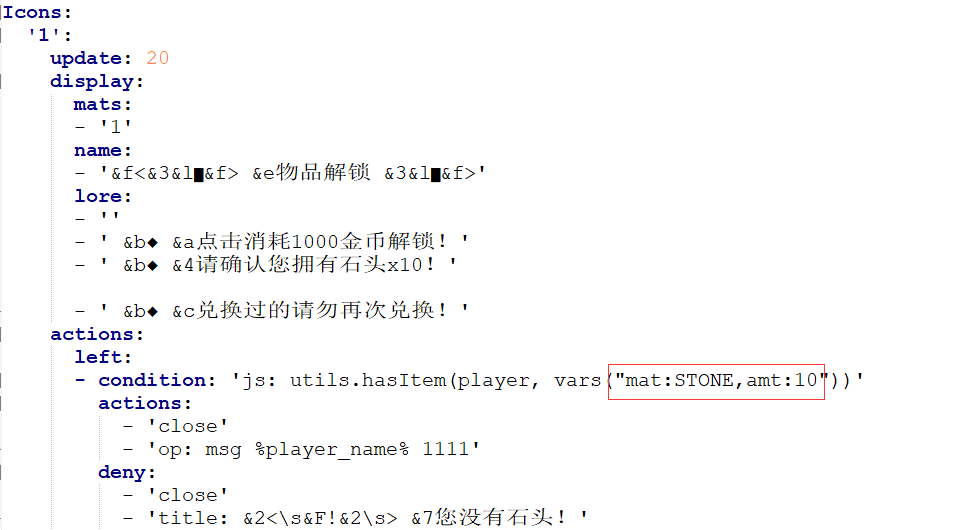 Icons:
  '1':
    update: 20
    display:
      mats:
      - '1'
      name:
      - '&f<&3&l▆&f> &e物品解锁 &3&l▆&f>'
      lore:
      - ''
      - ' &b◆ &a点击消耗1000金币解锁！'
      - ' &b◆ &4请确认您拥有石头x10！'

      - ' &b◆ &c兑换过的请勿再次兑换！'
    actions:
      left:
      - condition: 'js: utils.hasItem(player, vars("mat:STONE,amt:10"))'
        actions:
          - 'close'
          - 'op: msg %player_name% 1111'
        deny:
          - 'close'
          - 'title: &2<\s&F!&2\s> &7您没有石头！'